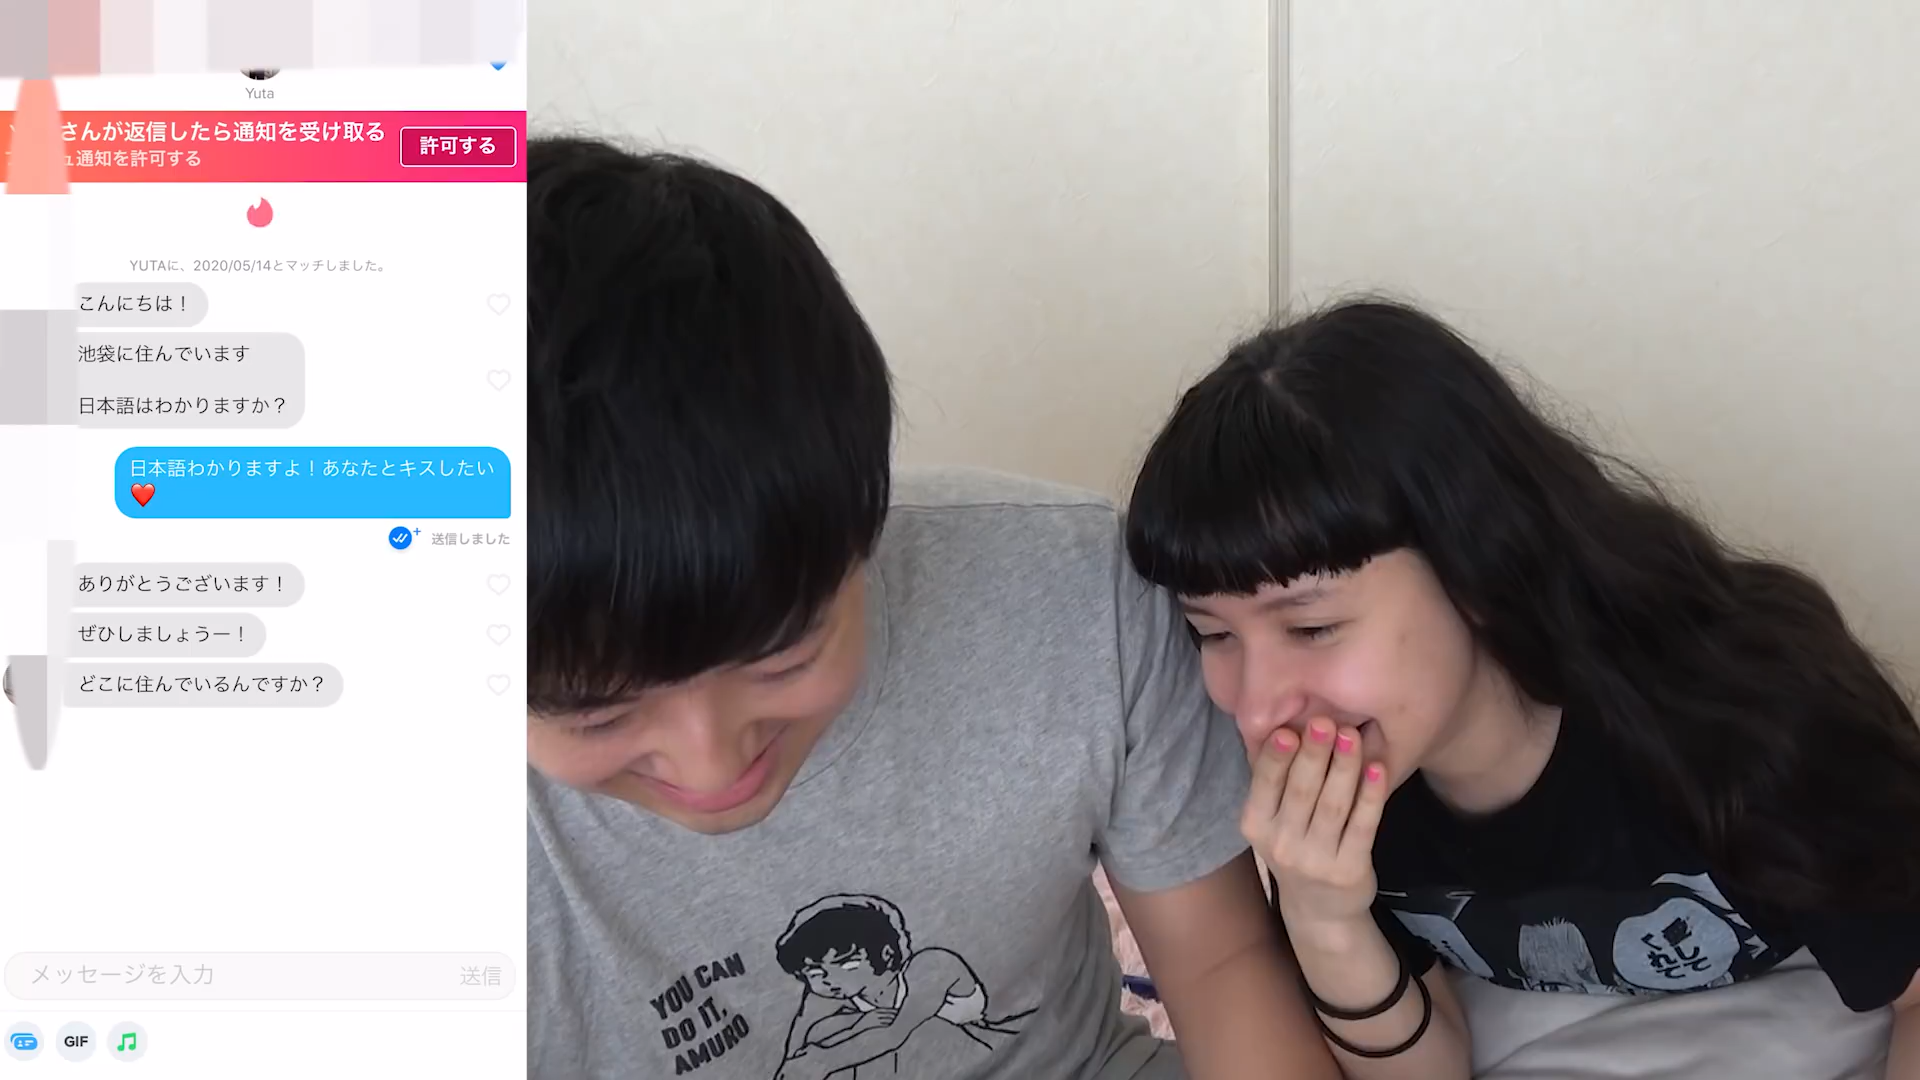 Yuta
さんが返信したら通知を受け取る
ュ通知を許可する
許可する
YUTAに、2020/05/14とマッチしました。
こんにちは！
池袋に住んでいます
日本語はわかりますか？
日本語わかりますよ！あなたとキスしたい
❤️
送信しました
ありがとうございます！
ぜひしましょうー！
どこに住んでいるんですか？
メッセージを入力
送信
GIF
YOU CAN
DO IT,
AMURO